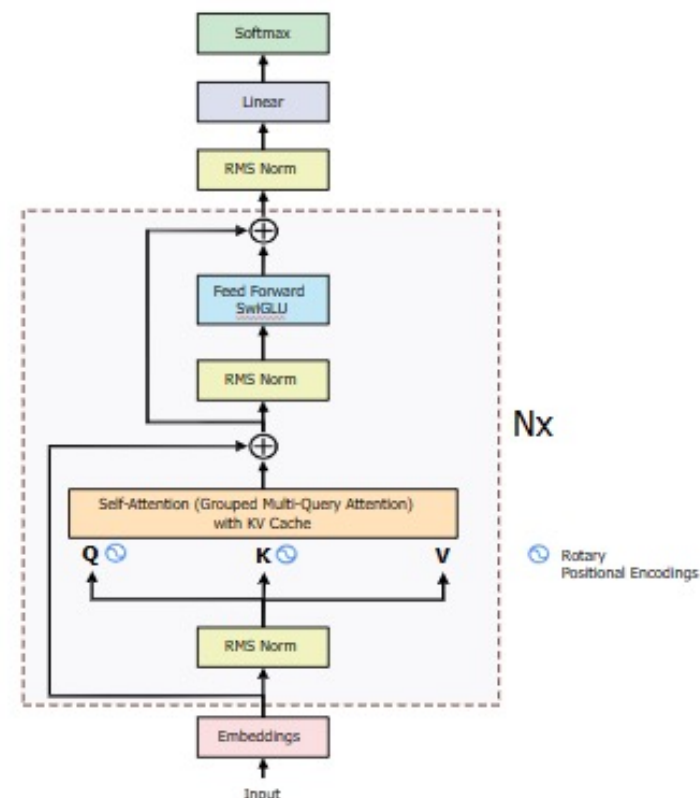 Softmax
Linear
RMS Norm
Feed Forward
SwiGLU
RMS Norm
Nx
Self-Attention (Grouped Multi-Query Attention)
with KV Cache
Q K V
Rotary
Positional Encodings
RMS Norm
Embeddings
Input